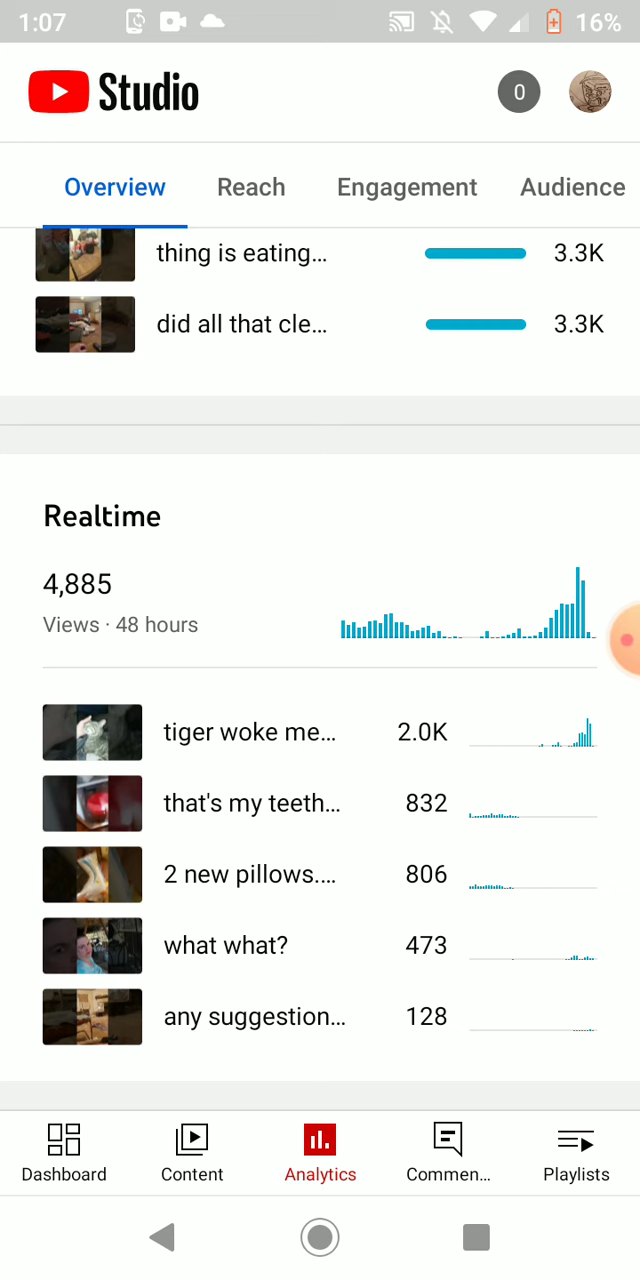 1:07 16%
Studio 0
Overview Reach Engagement Audience
thing is eating... 3.3K
did all that cle... 3.3K
Realtime
4,885
Views · 48 hours
tiger woke me... 2.0K
that's my teeth... 832
2 new pillows.... 806
what what? 473
any suggestion... 128
Dashboard Content Analytics Commen... Playlists